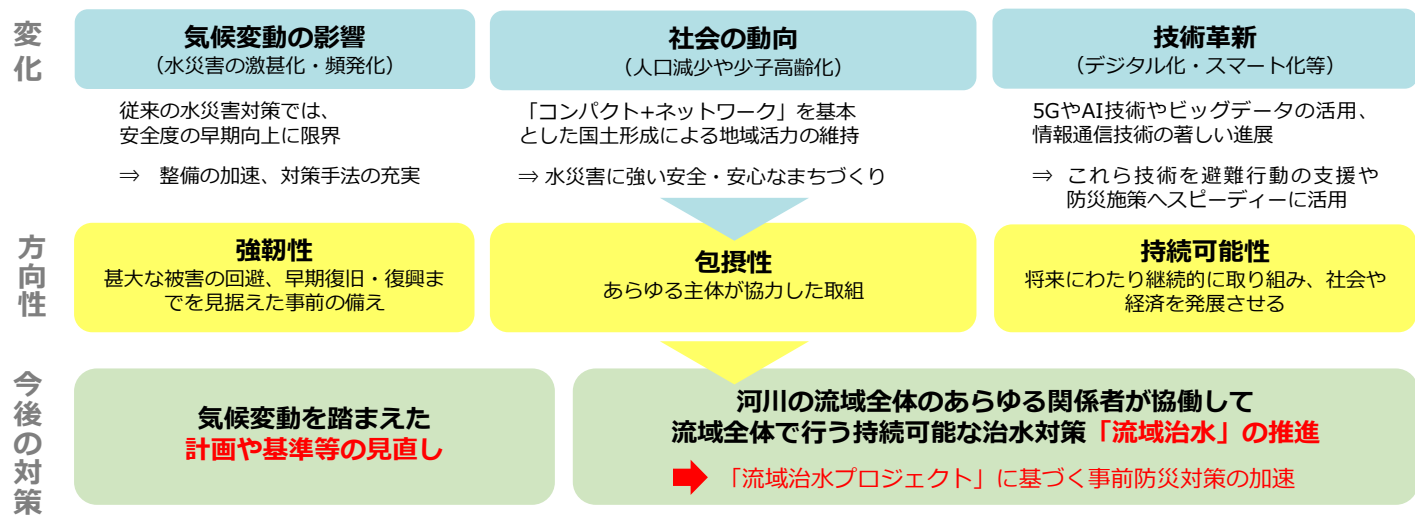 変化
気候変動の影響
（水災害の激甚化・頻発化）
従来の水災害対策では、
安全度の早期向上に限界
⇒ 整備の加速、対策手法の充実
社会の動向
（人口減少や少子高齢化）
「コンパクト+ネットワーク」を基本
とした国土形成による地域活力の維持
⇒ 水災害に強い安全・安心なまちづくり
技術革新
（デジタル化・スマート化等）
5GやAI技術やビッグデータの活用、
情報通信技術の著しい進展
⇒ これら技術を避難行動の支援や
防災施策へスピーディーに活用
方向性
強靭性
甚大な被害の回避、早期復旧・復興ま
でを見据えた事前の備え
包摂性
あらゆる主体が協力した取組
持続可能性
将来にわたり継続的に取り組み、社会や
経済を発展させる
今後の対策
気候変動を踏まえた
計画や基準等の見直し
河川の流域全体のあらゆる関係者が協働して
流域全体で行う持続可能な治水対策「流域治水」の推進
「流域治水プロジェクト」に基づく事前防災対策の加速